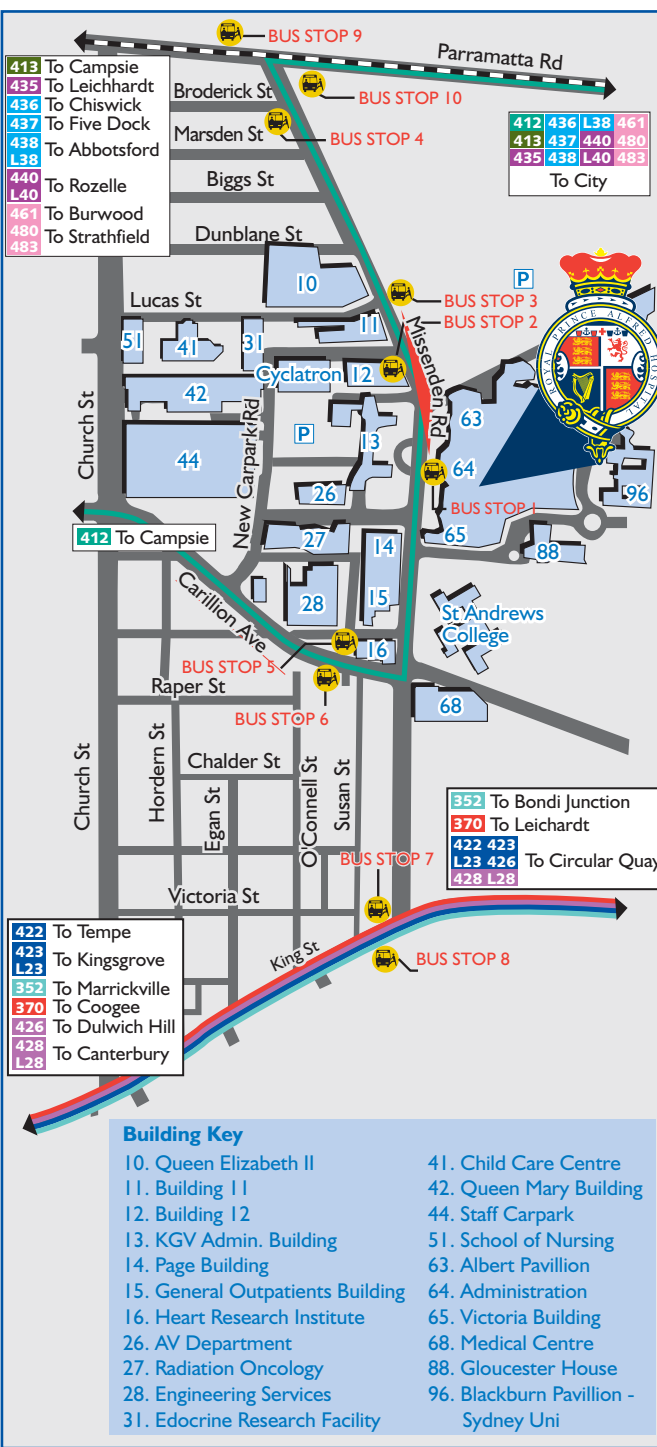 BUS STOP 9
Parramatta Rd
413 To Campsie
435 To Leichhardt
436 To Chiswick
437 To Five Dock
438
L38 To Abbotsford
440
L40 To Rozelle
461 To Burwood
480
483 To Strathfield
Broderick St
BUS STOP 10
Marsden St
BUS STOP 4
412 436 L38 461
413 437 440 480
435 438 L40 483
To City
Biggs St
Dunblane St
10
P
BUS STOP 3
Lucas St
BUS STOP 2
11
51
41
31
Missenden Rd
ROYAL PRINCE ALFRED HOSPITAL
Cyclatron
12
42
63
Church St
New Carpark Rd
P
13
44
64
26
96
BUS STOP 1
412 To Campsie
27
14
65
88
Carillion Ave
28
15
St Andrews
College
16
BUS STOP 5
Raper St
68
BUS STOP 6
Church St
Hordern St
Chalder St
Egan St
O'Connell St
Susan St
352 To Bondi Junction
370 To Leichardt
422 423
L23 426 To Circular Quay
428 L28
BUS STOP 7
Victoria St
King St
BUS STOP 8
422 To Tempe
423
L23 To Kingsgrove
352 To Marrickville
370 To Coogee
426 To Dulwich Hill
428
L28 To Canterbury
Building Key
10. Queen Elizabeth II
11. Building 11
12. Building 12
13. KGV Admin. Building
14. Page Building
15. General Outpatients Building
16. Heart Research Institute
26. AV Department
27. Radiation Oncology
28. Engineering Services
31. Edocrine Research Facility
41. Child Care Centre
42. Queen Mary Building
44. Staff Carpark
51. School of Nursing
63. Albert Pavillion
64. Administration
65. Victoria Building
68. Medical Centre
88. Gloucester House
96. Blackburn Pavillion -
Sydney Uni